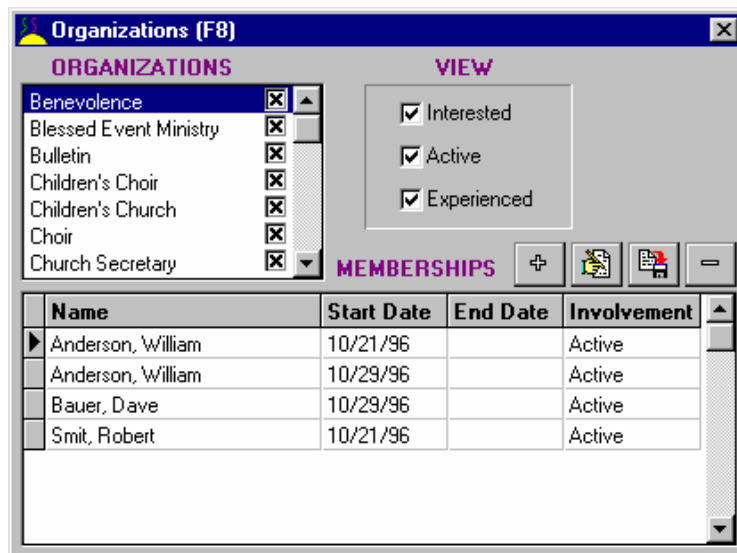 Organizations (F8)
ORGANIZATIONS
VIEW
Benevolence
Blessed Event Ministry
Bulletin
Children's Choir
Children's Church
Choir
Church Secretary
Interested
Active
Experienced
MEMBERSHIPS
Name Start Date End Date Involvement
Anderson, William 10/21/96 Active
Anderson, William 10/29/96 Active
Bauer, Dave 10/29/96 Active
Smit, Robert 10/21/96 Active